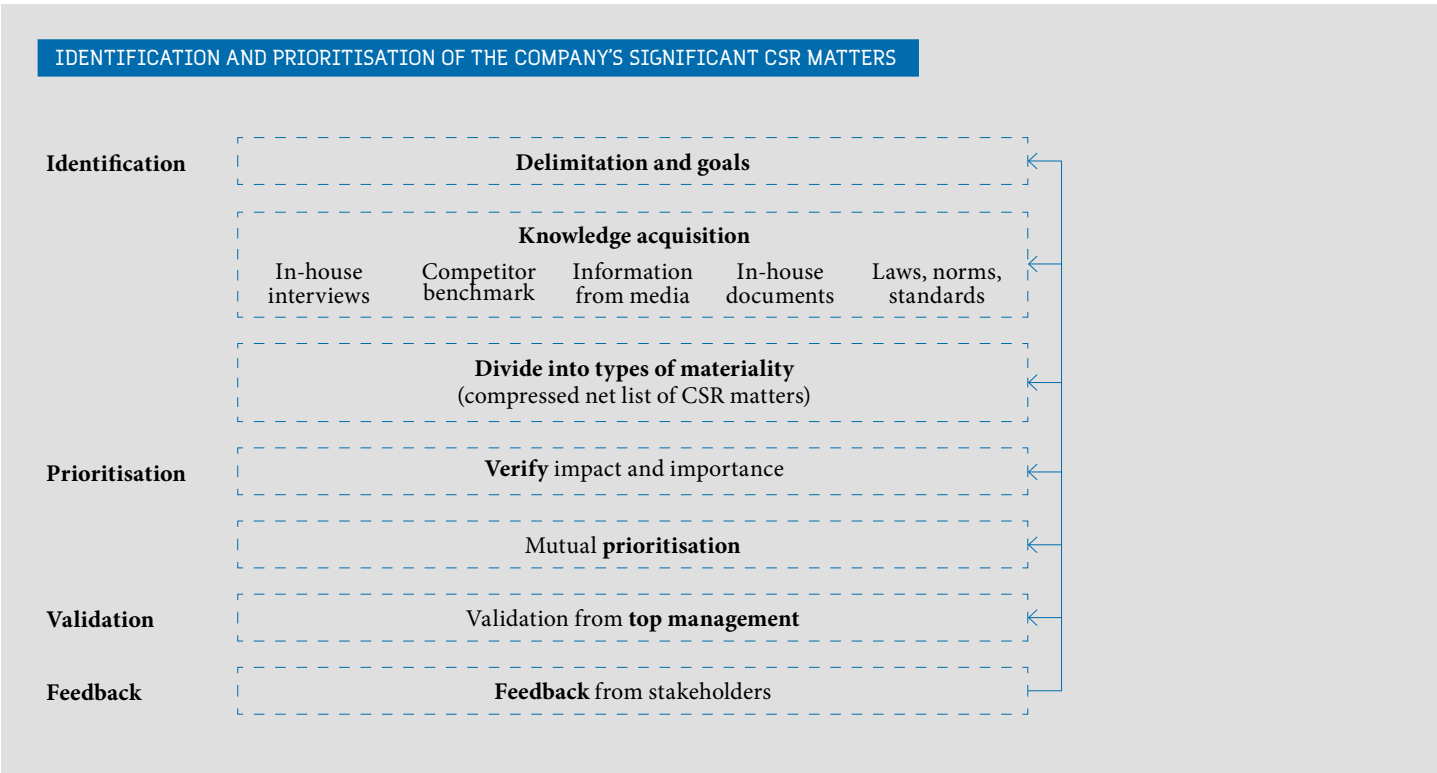 IDENTIFICATION AND PRIORITISATION OF THE COMPANY'S SIGNIFICANT CSR MATTERS
Identification
Delimitation and goals
Knowledge acquisition
In-house interviews
Competitor benchmark
Information from media
In-house documents
Laws, norms, standards
Divide into types of materiality
(compressed net list of CSR matters)
Prioritisation
Verify impact and importance
Mutual prioritisation
Validation
Validation from top management
Feedback
Feedback from stakeholders